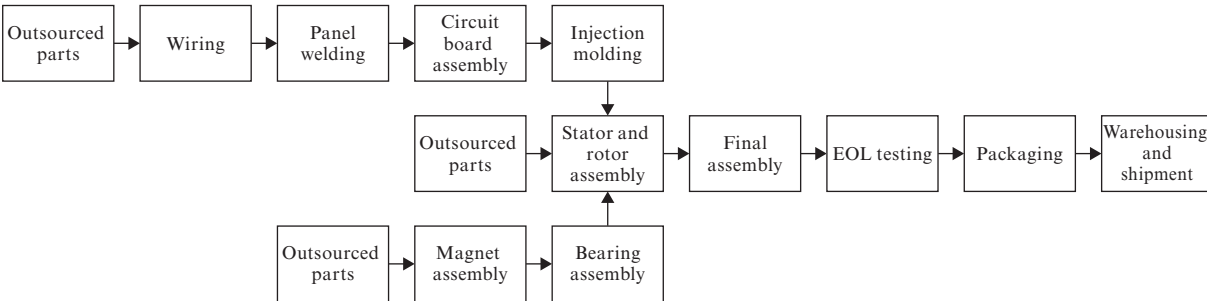 Outsourced
parts
Wiring
Panel
welding
Circuit
board
assembly
Injection
molding
Outsourced
parts
Stator and
rotor
assembly
Final
assembly
EOL testing
Packaging
Warehousing
and
shipment
Outsourced
parts
Magnet
assembly
Bearing
assembly